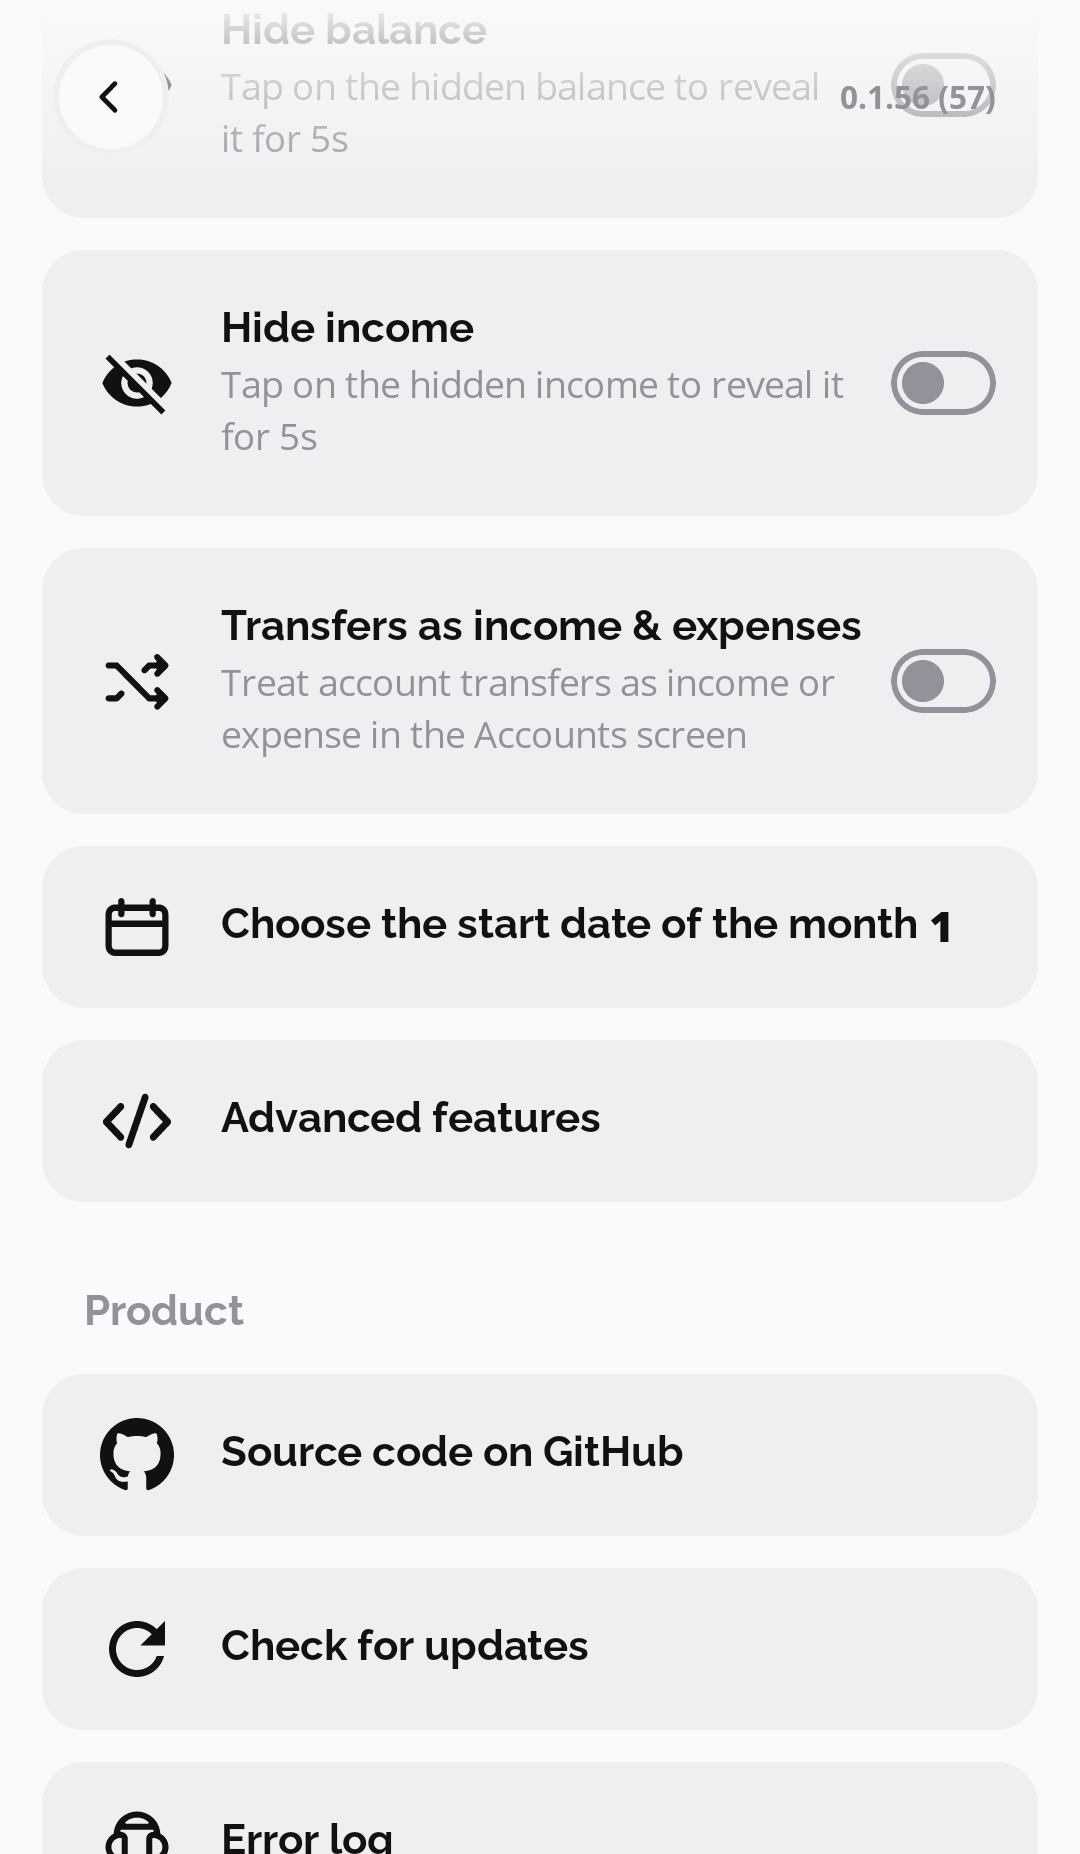 Hide balance
Tap on the hidden balance to reveal
it for 5s
0.1.56 (57)
Hide income
Tap on the hidden income to reveal it
for 5s
Transfers as income & expenses
Treat account transfers as income or
expense in the Accounts screen
Choose the start date of the month 1
Advanced features
Product
Source code on GitHub
Check for updates
Error log